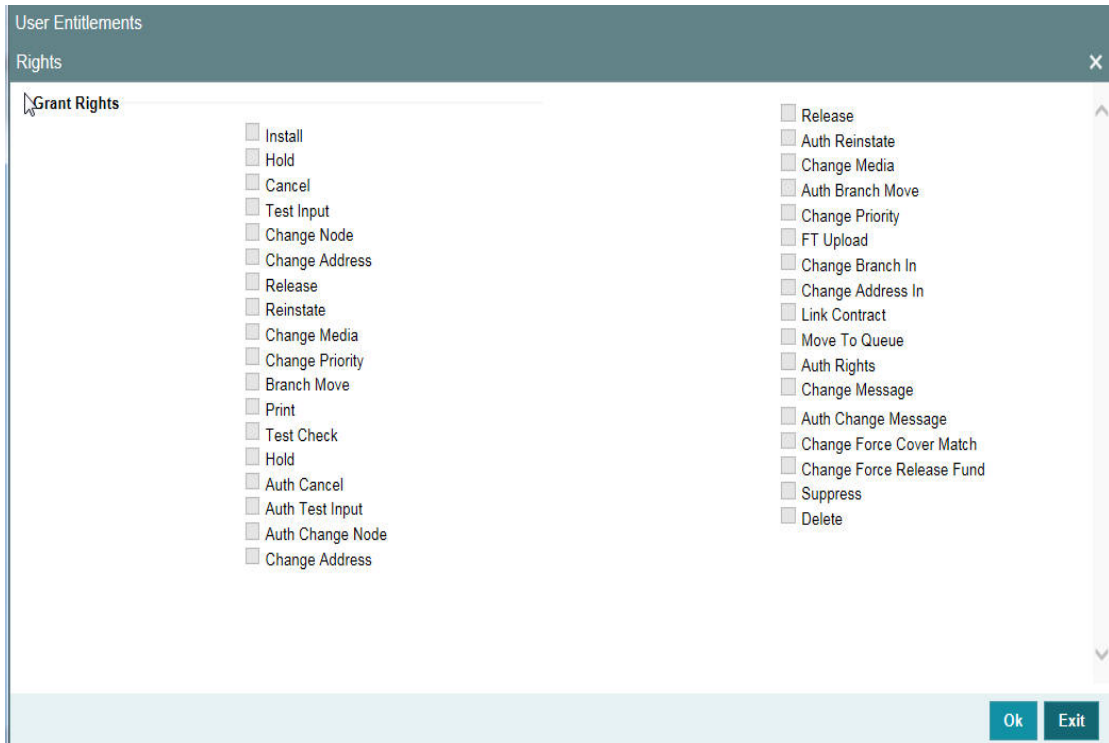 User Entitlements
Rights
Grant Rights
Install
Hold
Cancel
Test Input
Change Node
Change Address
Release
Reinstate
Change Media
Change Priority
Branch Move
Print
Test Check
Hold
Auth Cancel
Auth Test Input
Auth Change Node
Change Address
Release
Auth Reinstate
Change Media
Auth Branch Move
Change Priority
FT Upload
Change Branch In
Change Address In
Link Contract
Move To Queue
Auth Rights
Change Message
Auth Change Message
Change Force Cover Match
Change Force Release Fund
Suppress
Delete
Ok Exit